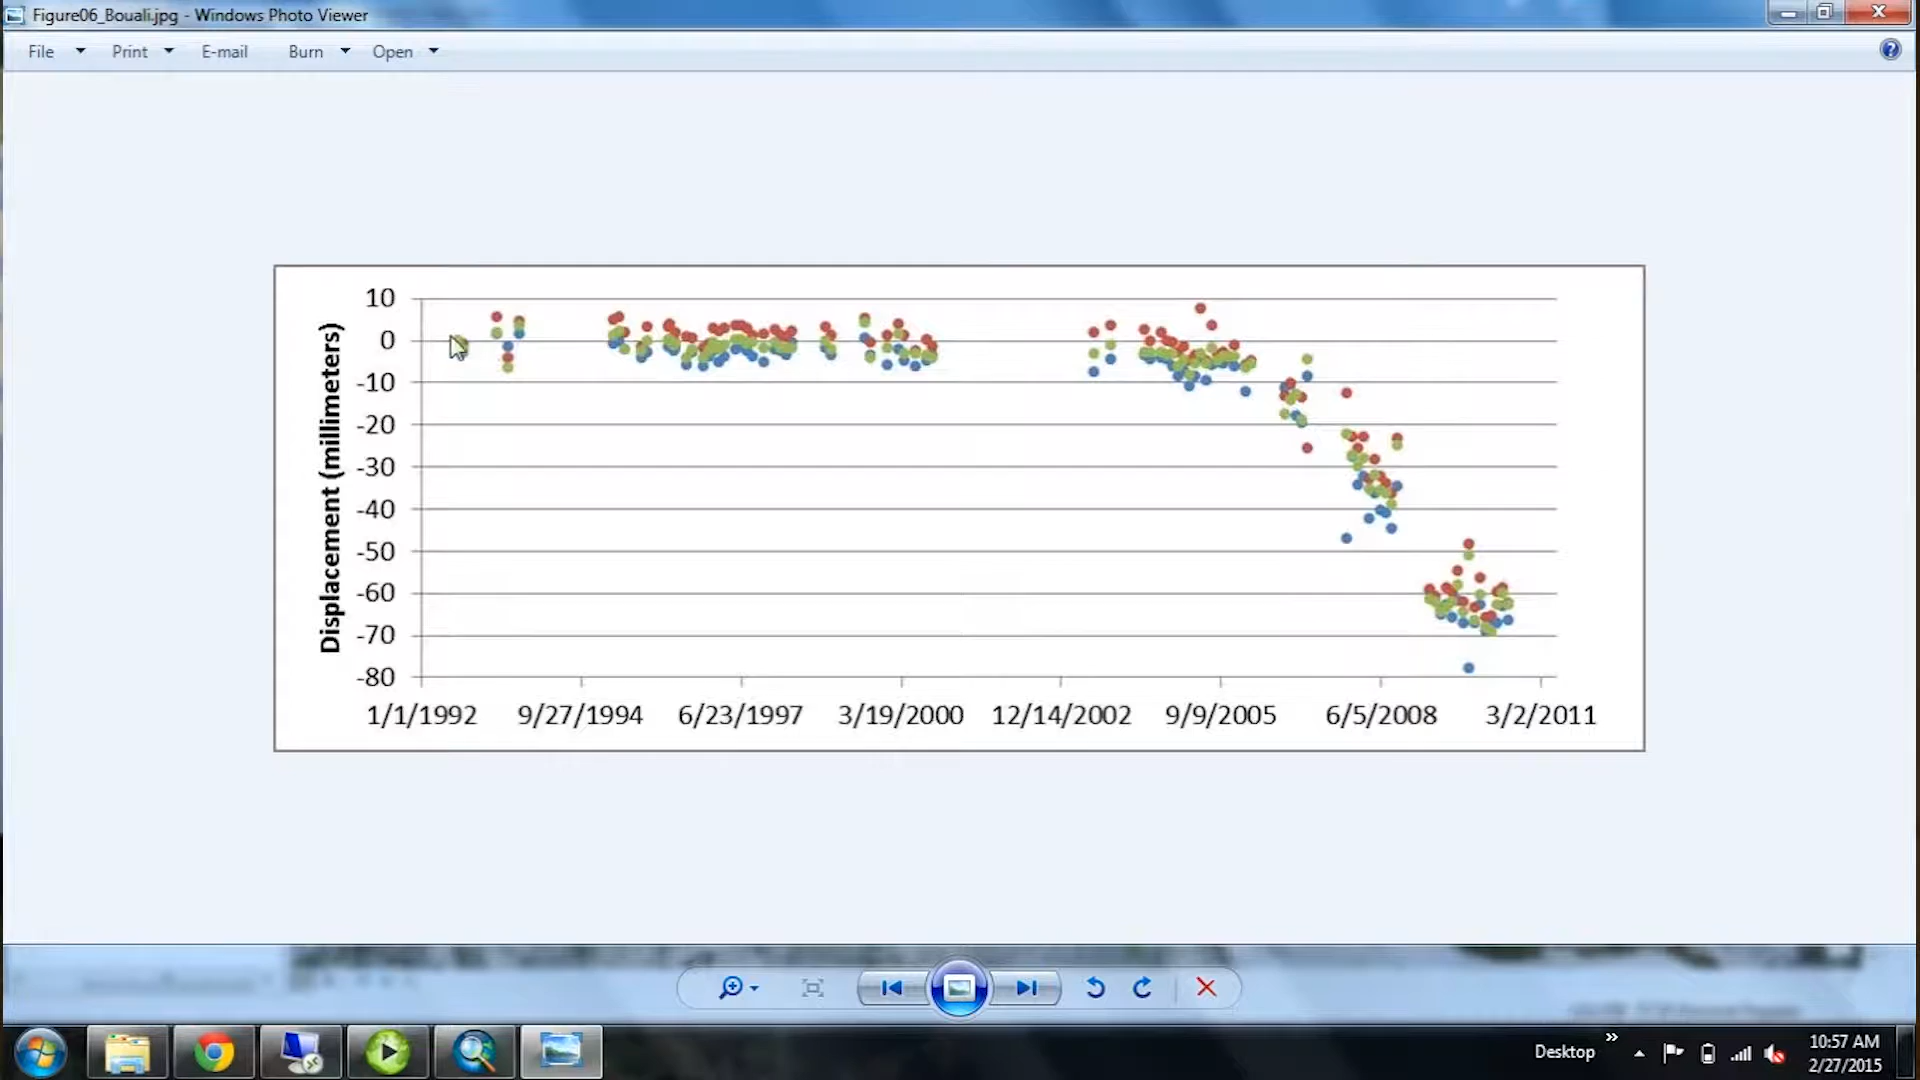 Figure06_Bouali.jpg - Windows Photo Viewer
File Print E-mail Burn Open
Displacement (millimeters)
10
0
-10
-20
-30
-40
-50
-60
-70
-80
1/1/1992 9/27/1994 6/23/1997 3/19/2000 12/14/2002 9/9/2005 6/5/2008 3/2/2011
Desktop
10:57 AM
2/27/2015